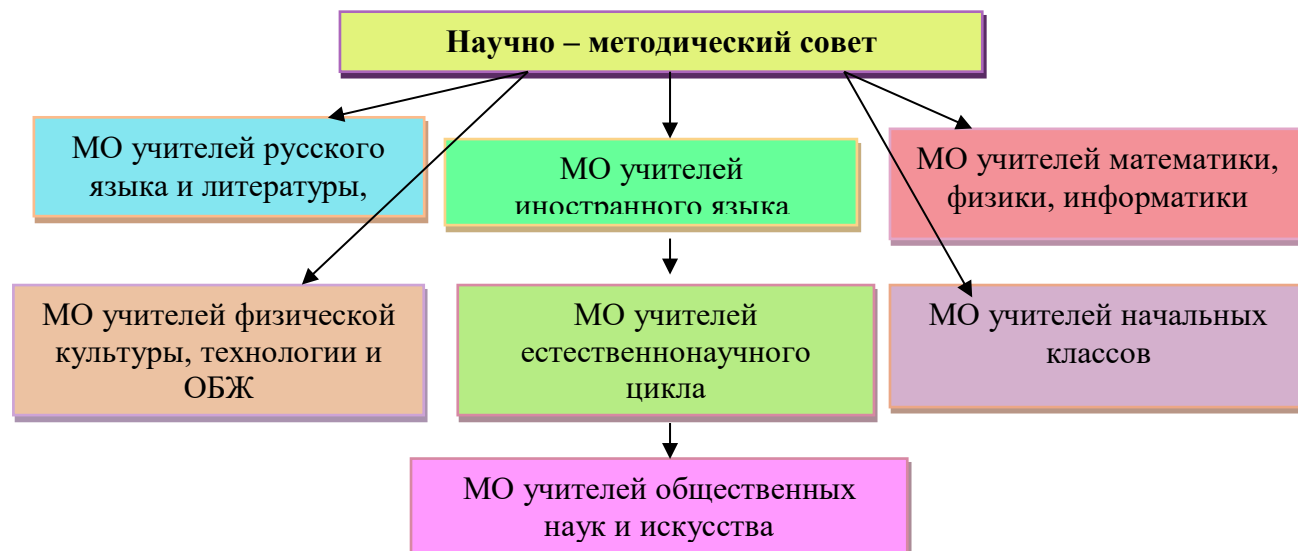 Научно – методический совет
МО учителей русского
языка и литературы,
МО учителей
иностранного языка
МО учителей математики,
физики, информатики
МО учителей физической
культуры, технологии и
ОБЖ
МО учителей
естественнонаучного
цикла
МО учителей начальных
классов
МО учителей общественных
наук и искусства